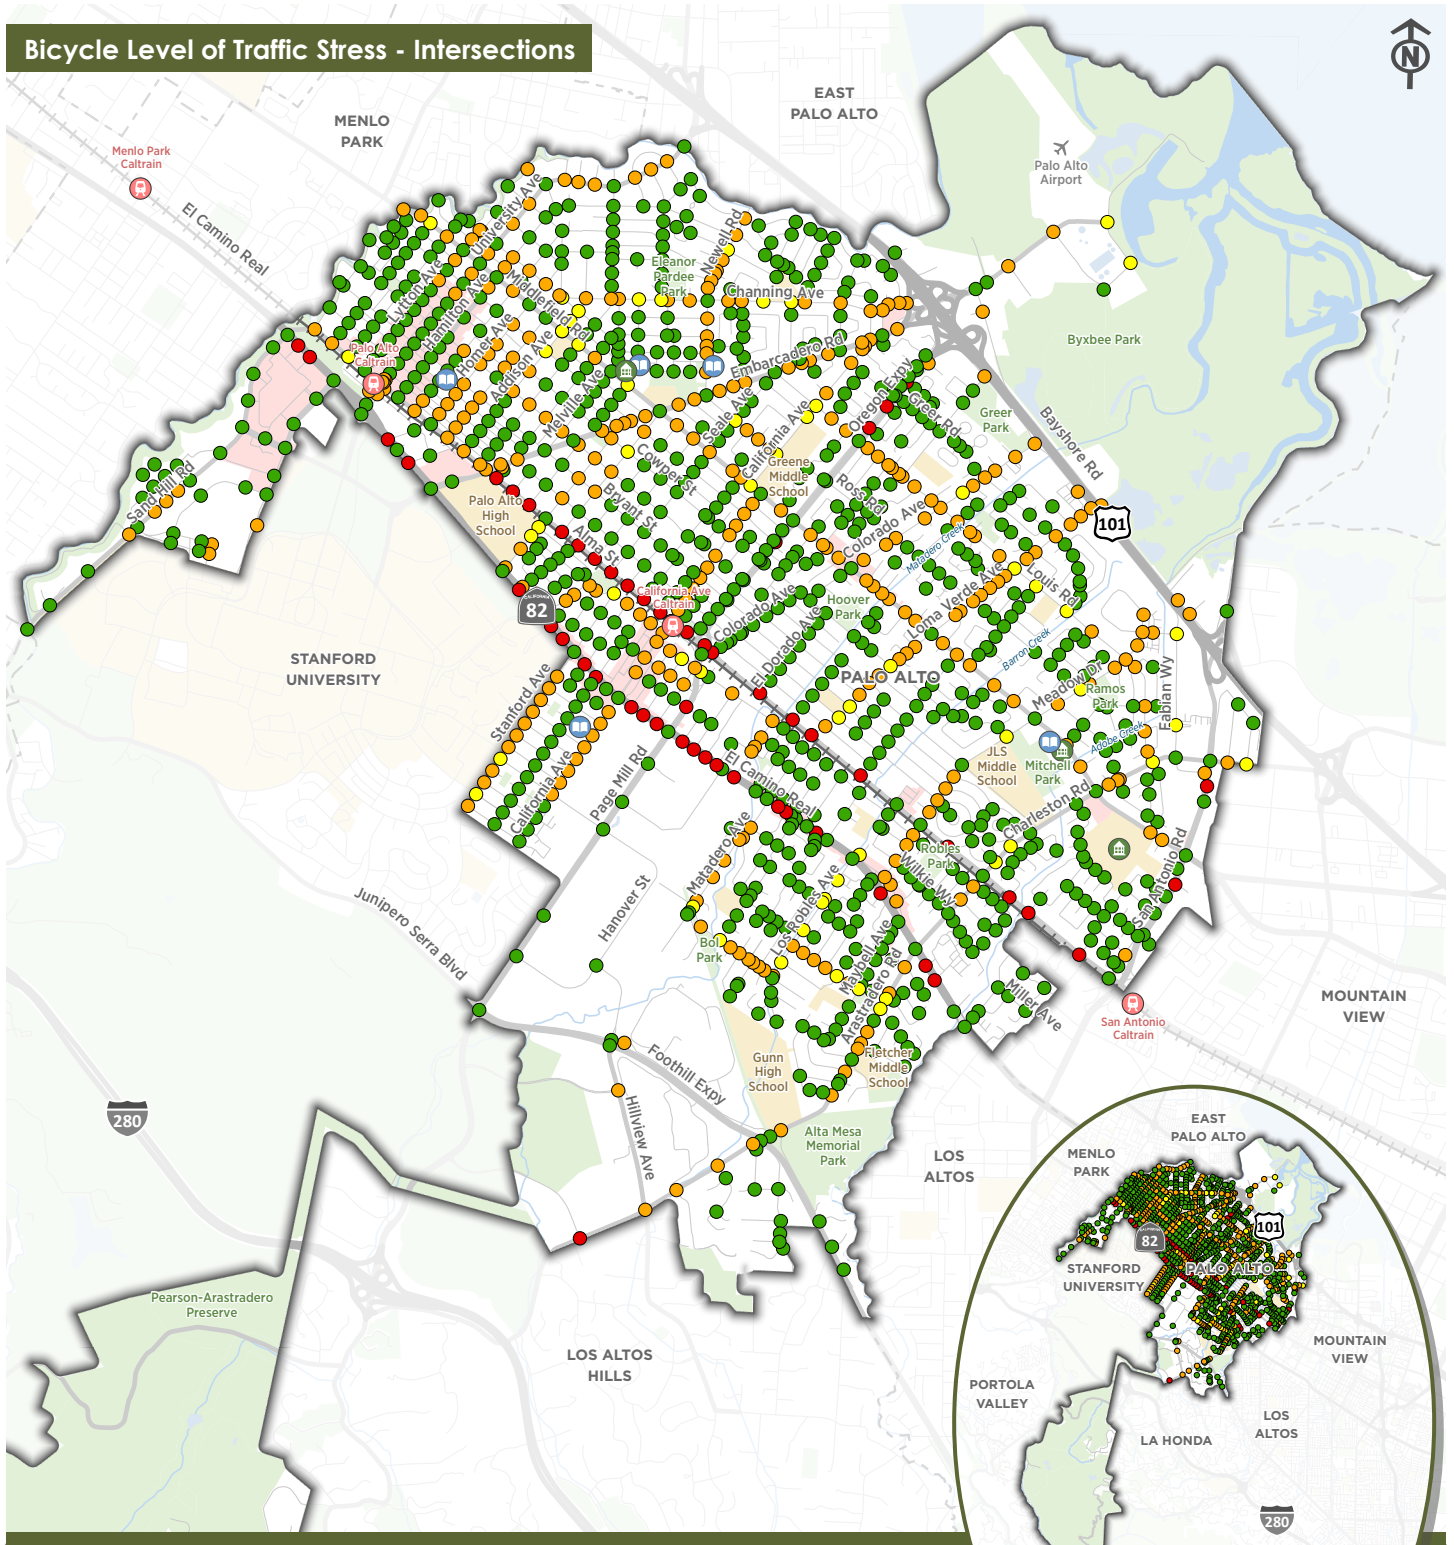 Bicycle Level of Traffic Stress - Intersections
N
EAST
PALO ALTO
MENLO
PARK
Menlo Park
Caltrain
El Camino Real
Palo Alto
Airport
University Ave
Newell Rd
Eleanor
Pardee
Park
Lytton Ave
Hamilton Ave
Middlefield Rd
Channing Ave
Homer Ave
Addison Ave
Palo Alto
Caltrain
Embarcadero Rd
Byxbee Park
Melville Ave
Seale Ave
California Ave
Oregon Expy
Greer Rd
Greer
Park
Bayshore Rd
Cowper St
Greene
Middle
School
Ross Rd
Sand Hill Rd
Palo Alto
High
School
Bryant St
Alma St
Colorado Ave
Matadero Creek
101
Louis Rd
Loma Verde Ave
California Ave
Caltrain
Hoover
Park
CALIFORNIA
82
Colorado Ave
El Dorado Ave
Barron Creek
STANFORD
UNIVERSITY
PALO ALTO
Stanford Ave
Meadow Dr
Ramos
Park
Fabian Wy
Adobe Creek
JLS
Middle
School
Mitchell
Park
El Camino Real
California Ave
Page Mill Rd
Charleston Rd
Matadero Ave
Robles
Park
Wilkie Wy
San Antonio Rd
Junipero Serra Blvd
Hanover St
Los Robles Ave
Bol
Park
Maybell Ave
Arastradero Rd
Miller Ave
MOUNTAIN
VIEW
San Antonio
Caltrain
Foothill Expy
Gunn
High
School
Fletcher
Middle
School
280
Hillview Ave
Alta Mesa
Memorial
Park
LOS
ALTOS
Pearson-Arastradero
Preserve
LOS ALTOS
HILLS
EAST
PALO ALTO
MENLO
PARK
101
82
STANFORD
UNIVERSITY
PALO ALTO
MOUNTAIN
VIEW
PORTOLA
VALLEY
LOS
ALTOS
LA HONDA
280